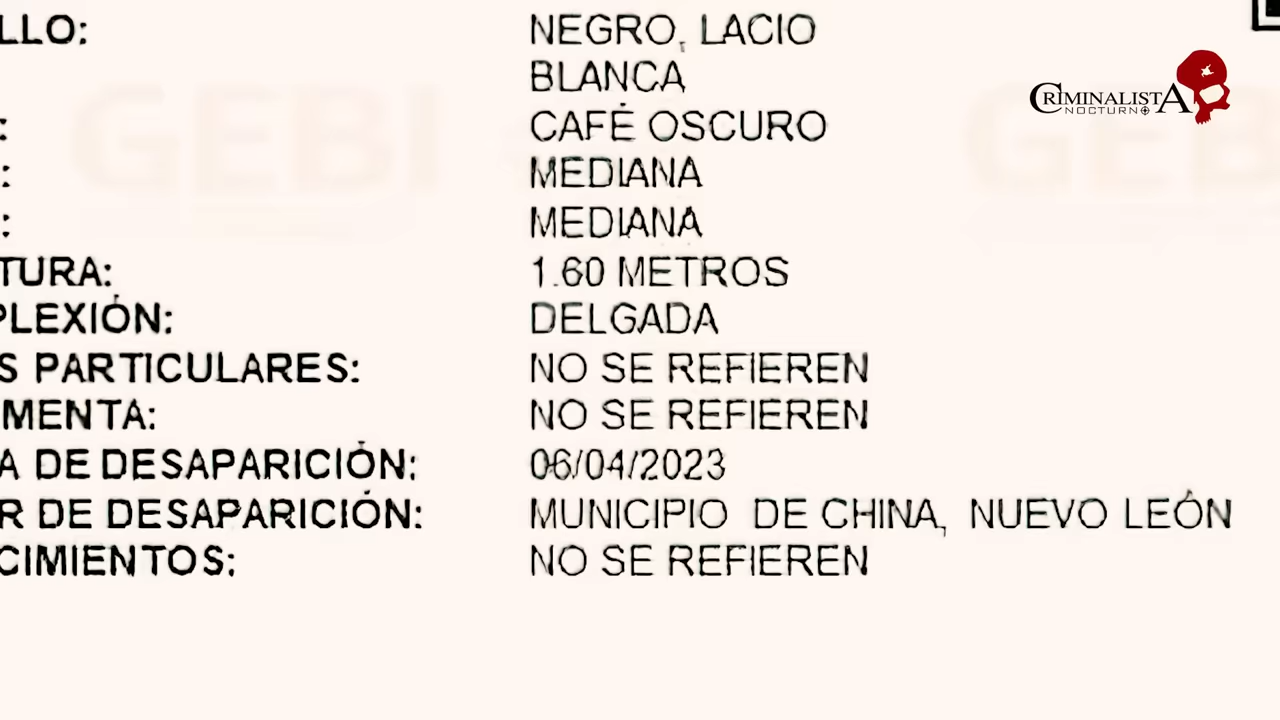 LLO: NEGRO, LACIO
BLANCA
: CAFÉ OSCURO
: MEDIANA
: MEDIANA
TURA: 1.60 METROS
PLEXIÓN: DELGADA
S PARTICULARES: NO SE REFIEREN
MENTA: NO SE REFIEREN
A DE DESAPARICIÓN: 06/04/2023
R DE DESAPARICIÓN: MUNICIPIO DE CHINA, NUEVO LEÓN
CIMIENTOS: NO SE REFIEREN
CRIMINALISTA
NOCTURNO
GEBI
GEB